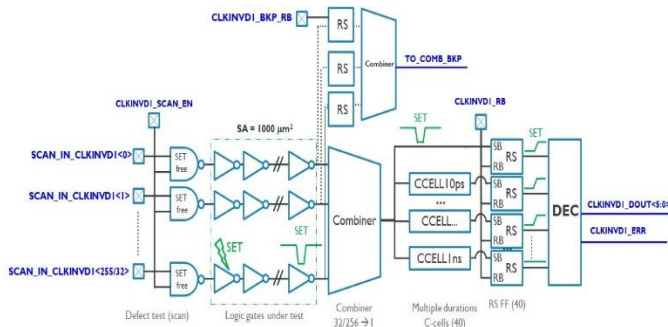 CLKINVD1_BKP_RB
RS
RS
RS
Combiner
TO_COMB_BKP
CLKINVD1_SCAN_EN
SA = 1000 µm²
SET
CLKINVD1_RB
SCAN_IN_CLKINVD1<0>
SET
free
SCAN_IN_CLKINVD1<1>
SET
free
SET
SET
SCAN_IN_CLKINVD1<255/32>
SET
free
Combiner
CCELL10ps
...
CCELL...
CCELL1ns
SET
SB
RB
RS
SB
RB
RS
SB
RB
RS
SB
RB
RS
DEC
CLKINVD1_DOUT<5:0>
CLKINVD1_ERR
Defect test (scan)
Logic gates under test
Combiner
32/256 → 1
Multiple durations
C-cells (40)
RS FF (40)